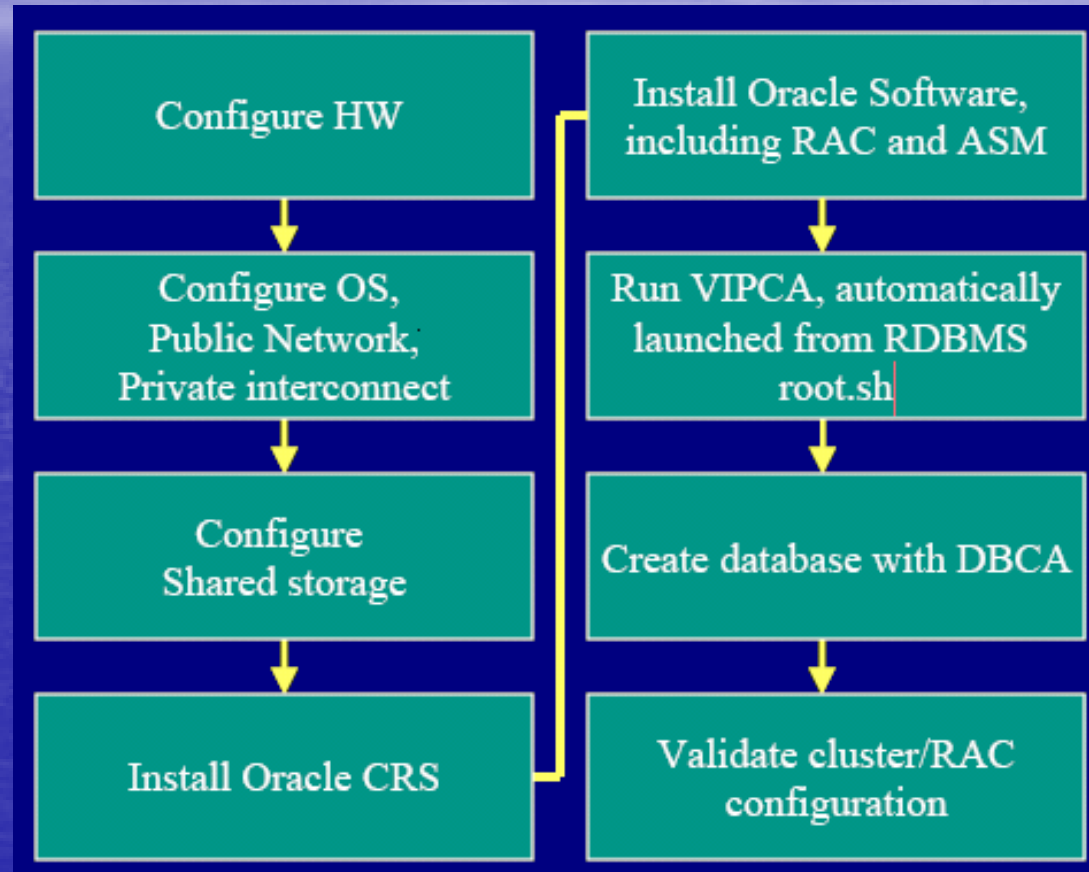 Configure HW
Configure OS,
Public Network,
Private interconnect
Configure
Shared storage
Install Oracle CRS
Install Oracle Software,
including RAC and ASM
Run VIPCA, automatically
launched from RDBMS
root.sh
Create database with DBCA
Validate cluster/RAC
configuration